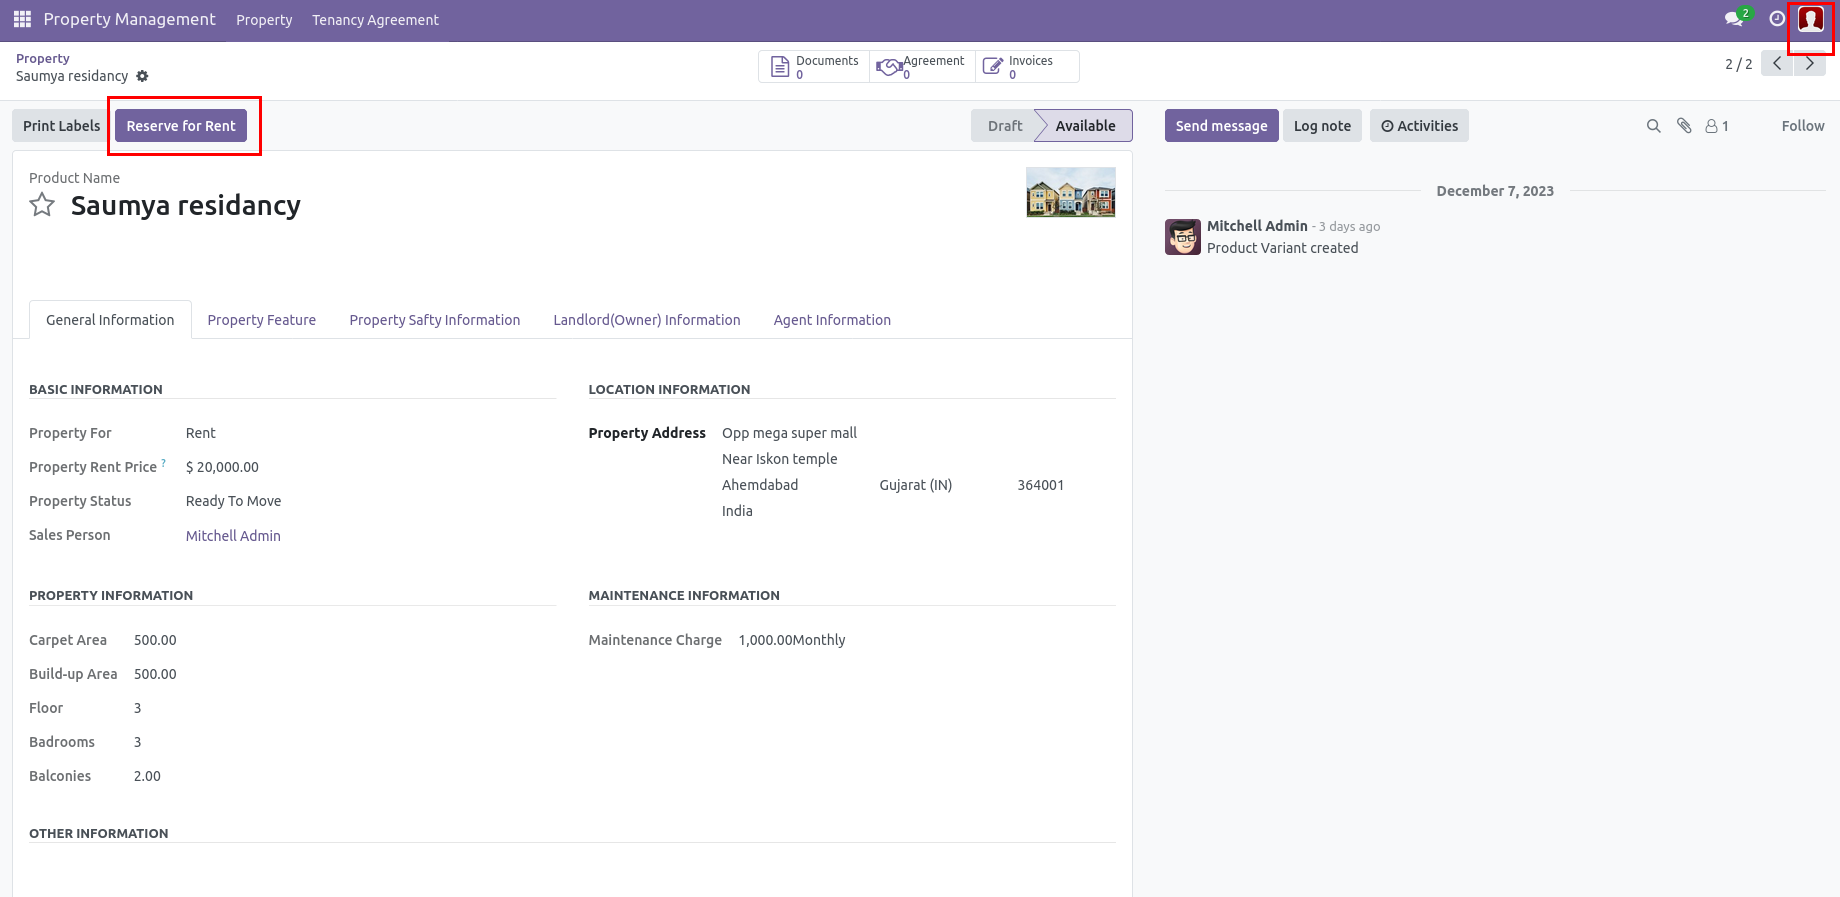 Property Management Property Tenancy Agreement 2
Property
Saumya residancy
Documents 0
Agreement 0
Invoices 0
2 / 2
Print Labels Reserve for Rent Draft Available Send message Log note Activities 1 Follow
Product Name
Saumya residancy
December 7, 2023
Mitchell Admin - 3 days ago
Product Variant created
General Information Property Feature Property Safty Information Landlord(Owner) Information Agent Information
BASIC INFORMATION
Property For Rent
Property Rent Price ? $ 20,000.00
Property Status Ready To Move
Sales Person Mitchell Admin
LOCATION INFORMATION
Property Address Opp mega super mall
Near Iskon temple
Ahemdabad Gujarat (IN) 364001
India
PROPERTY INFORMATION
Carpet Area 500.00
Build-up Area 500.00
Floor 3
Badrooms 3
Balconies 2.00
MAINTENANCE INFORMATION
Maintenance Charge 1,000.00Monthly
OTHER INFORMATION